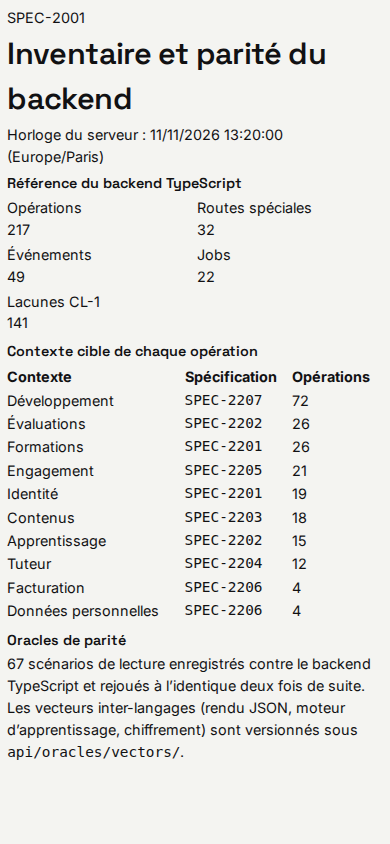 SPEC-2001
Inventaire et parité du
backend
Horloge du serveur : 11/11/2026 13:20:00
(Europe/Paris)
Référence du backend TypeScript
Opérations Routes spéciales
217 32
Événements Jobs
49 22
Lacunes CL-1
141
Contexte cible de chaque opération
Contexte Spécification Opérations
Développement SPEC-2207 72
Évaluations SPEC-2202 26
Formations SPEC-2201 26
Engagement SPEC-2205 21
Identité SPEC-2201 19
Contenus SPEC-2203 18
Apprentissage SPEC-2202 15
Tuteur SPEC-2204 12
Facturation SPEC-2206 4
Données personnelles SPEC-2206 4
Oracles de parité
67 scénarios de lecture enregistrés contre le backend
TypeScript et rejoués à l’identique deux fois de suite.
Les vecteurs inter-langages (rendu JSON, moteur
d’apprentissage, chiffrement) sont versionnés sous
api/oracles/vectors/.